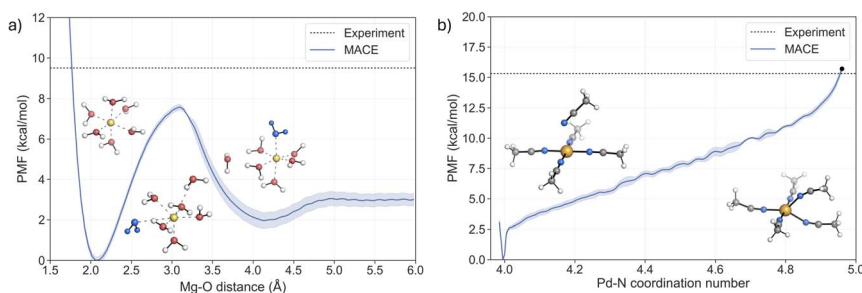 a)
12
10
8
6
4
2
0
PMF (kcal/mol)
Experiment
MACE
1.5 2.0 2.5 3.0 3.5 4.0 4.5 5.0 5.5 6.0
Mg-O distance (Å)
b)
20.0
17.5
15.0
12.5
10.0
7.5
5.0
2.5
0.0
PMF (kcal/mol)
Experiment
MACE
4.0 4.2 4.4 4.6 4.8 5.0
Pd-N coordination number